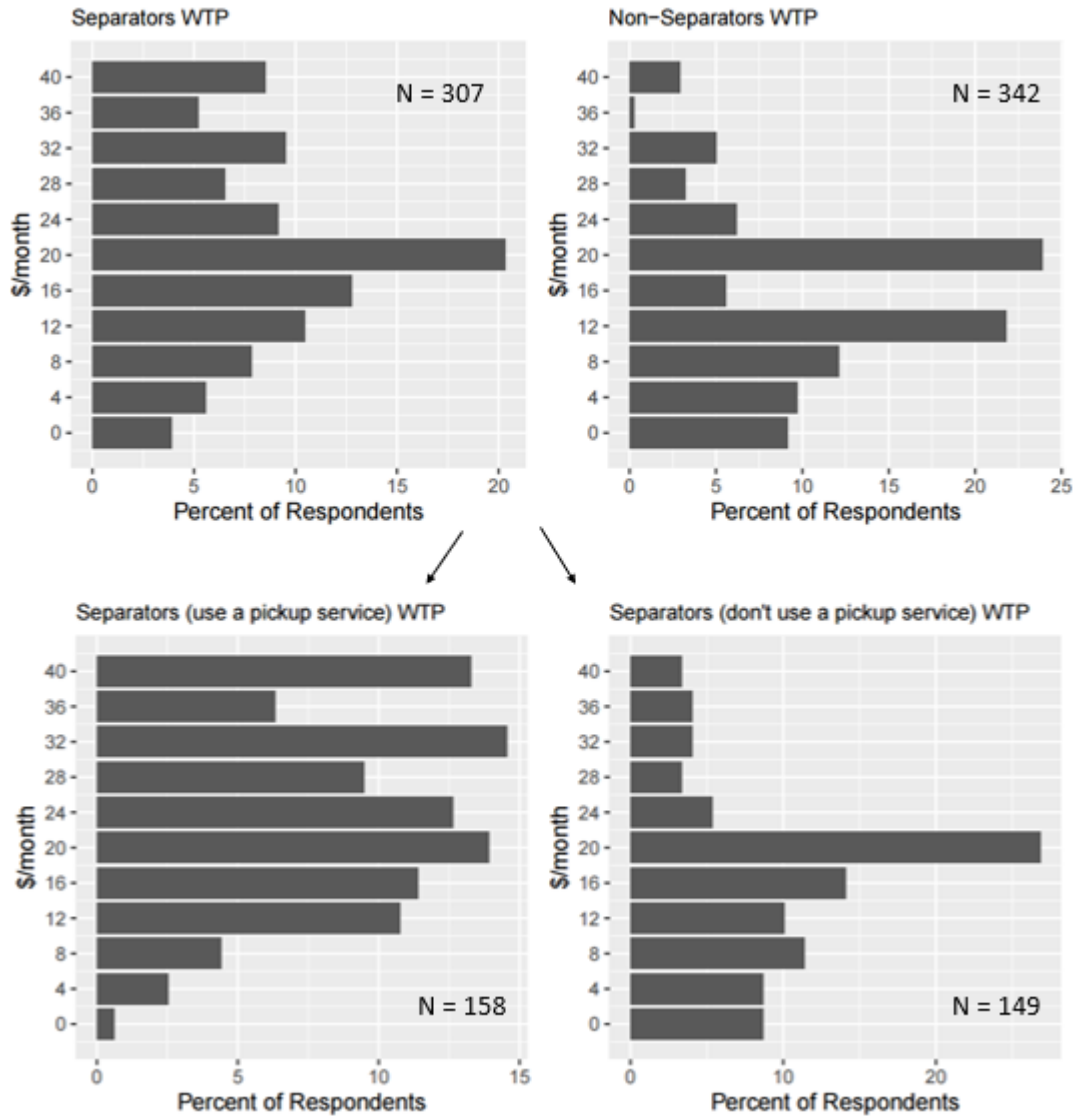 Separators WTP
40
36
32
28
24
20
16
12
8
4
0
$/month
N = 307
0 5 10 15 20
Percent of Respondents
Non-Separators WTP
40
36
32
28
24
20
16
12
8
4
0
$/month
N = 342
0 5 10 15 20 25
Percent of Respondents
Separators (use a pickup service) WTP
40
36
32
28
24
20
16
12
8
4
0
$/month
N = 158
0 5 10 15
Percent of Respondents
Separators (don't use a pickup service) WTP
40
36
32
28
24
20
16
12
8
4
0
$/month
N = 149
0 10 20
Percent of Respondents